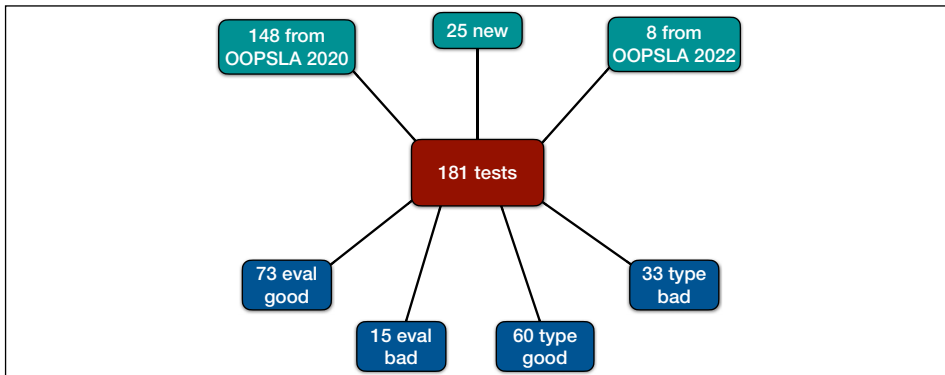 148 from
OOPSLA 2020
25 new
8 from
OOPSLA 2022
181 tests
73 eval
good
15 eval
bad
60 type
good
33 type
bad